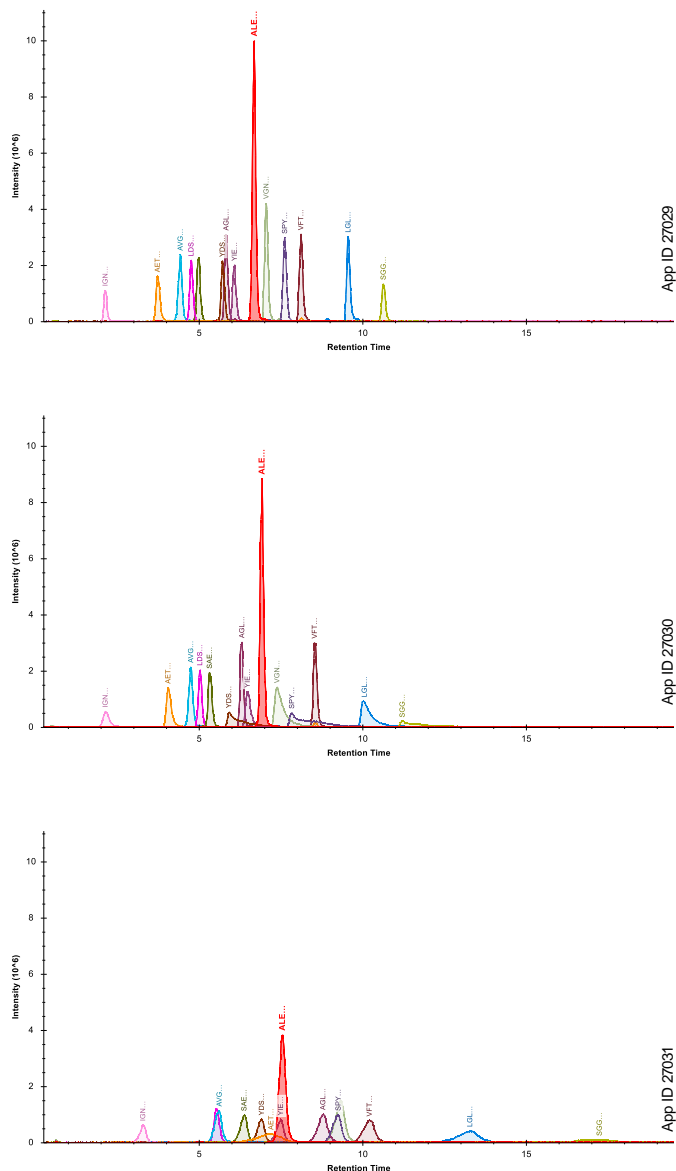 10
8
6
4
2
0
Intensity (10^6)
IGN...
AET...
AVG...
LDS...
YDS...
AGL...
YIE...
ALE...
VGN...
SPY...
VFT...
LGL...
SGG...
5
10
15
Retention Time
App ID 27029
10
8
6
4
2
0
Intensity (10^6)
IGN...
AET...
AVG...
LDS...
SAE...
YDS...
AGL...
YIE...
ALE...
VGN...
SPY...
VFT...
LGL...
SGG...
5
10
15
Retention Time
App ID 27030
10
8
6
4
2
0
Intensity (10^6)
IGN...
AVG...
SAE...
YDS...
AET...
YIE...
ALE...
AGL...
SPY...
VFT...
LGL...
SGG...
5
10
15
Retention Time
App ID 27031